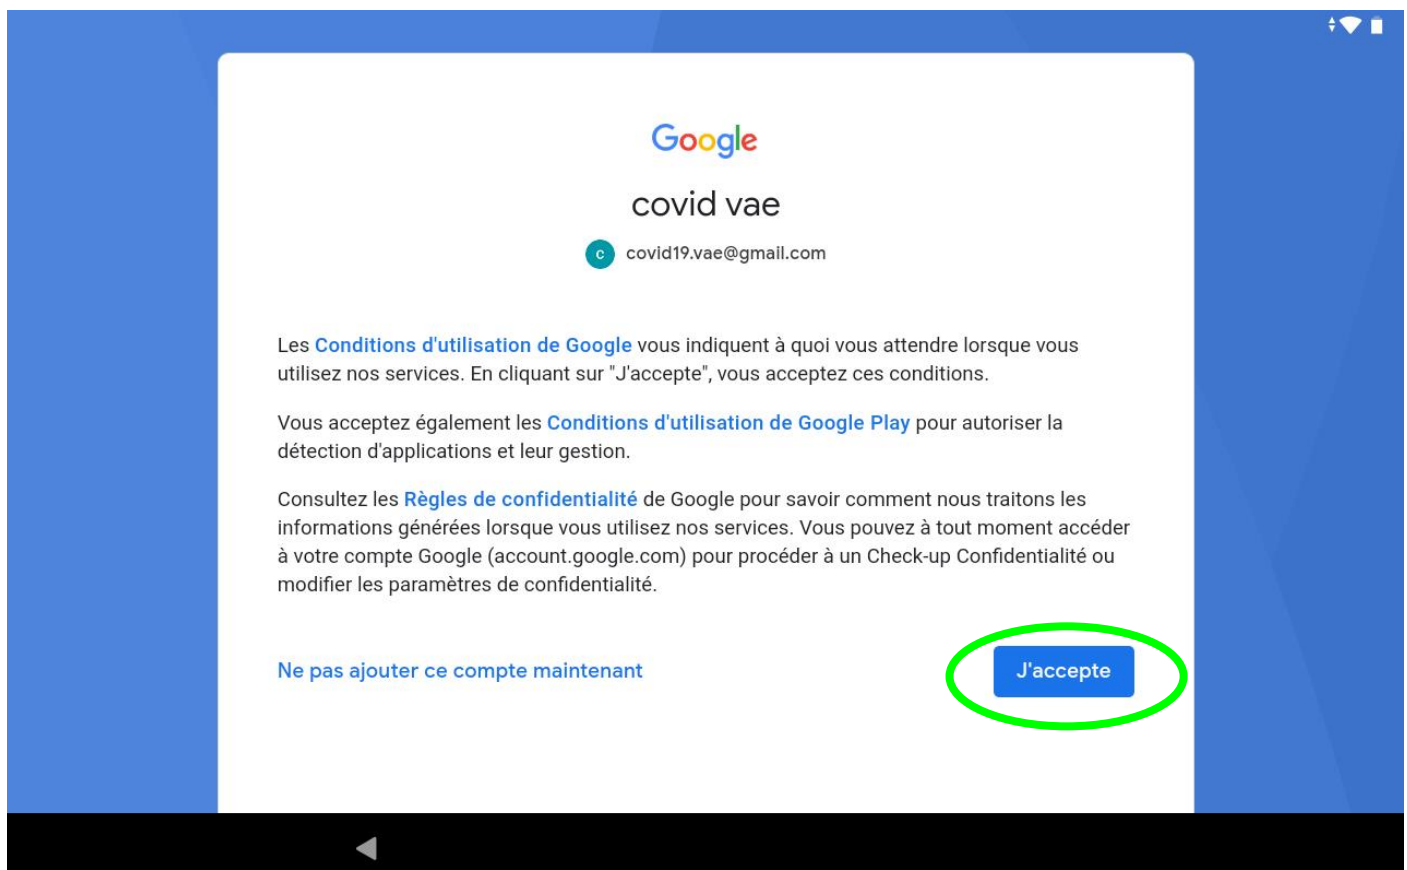 Google
covid vae
c covid19.vae@gmail.com
Les Conditions d'utilisation de Google vous indiquent à quoi vous attendre lorsque vous
utilisez nos services. En cliquant sur "J'accepte", vous acceptez ces conditions.
Vous acceptez également les Conditions d'utilisation de Google Play pour autoriser la
détection d'applications et leur gestion.
Consultez les Règles de confidentialité de Google pour savoir comment nous traitons les
informations générées lorsque vous utilisez nos services. Vous pouvez à tout moment accéder
à votre compte Google (account.google.com) pour procéder à un Check-up Confidentialité ou
modifier les paramètres de confidentialité.
Ne pas ajouter ce compte maintenant
J'accepte